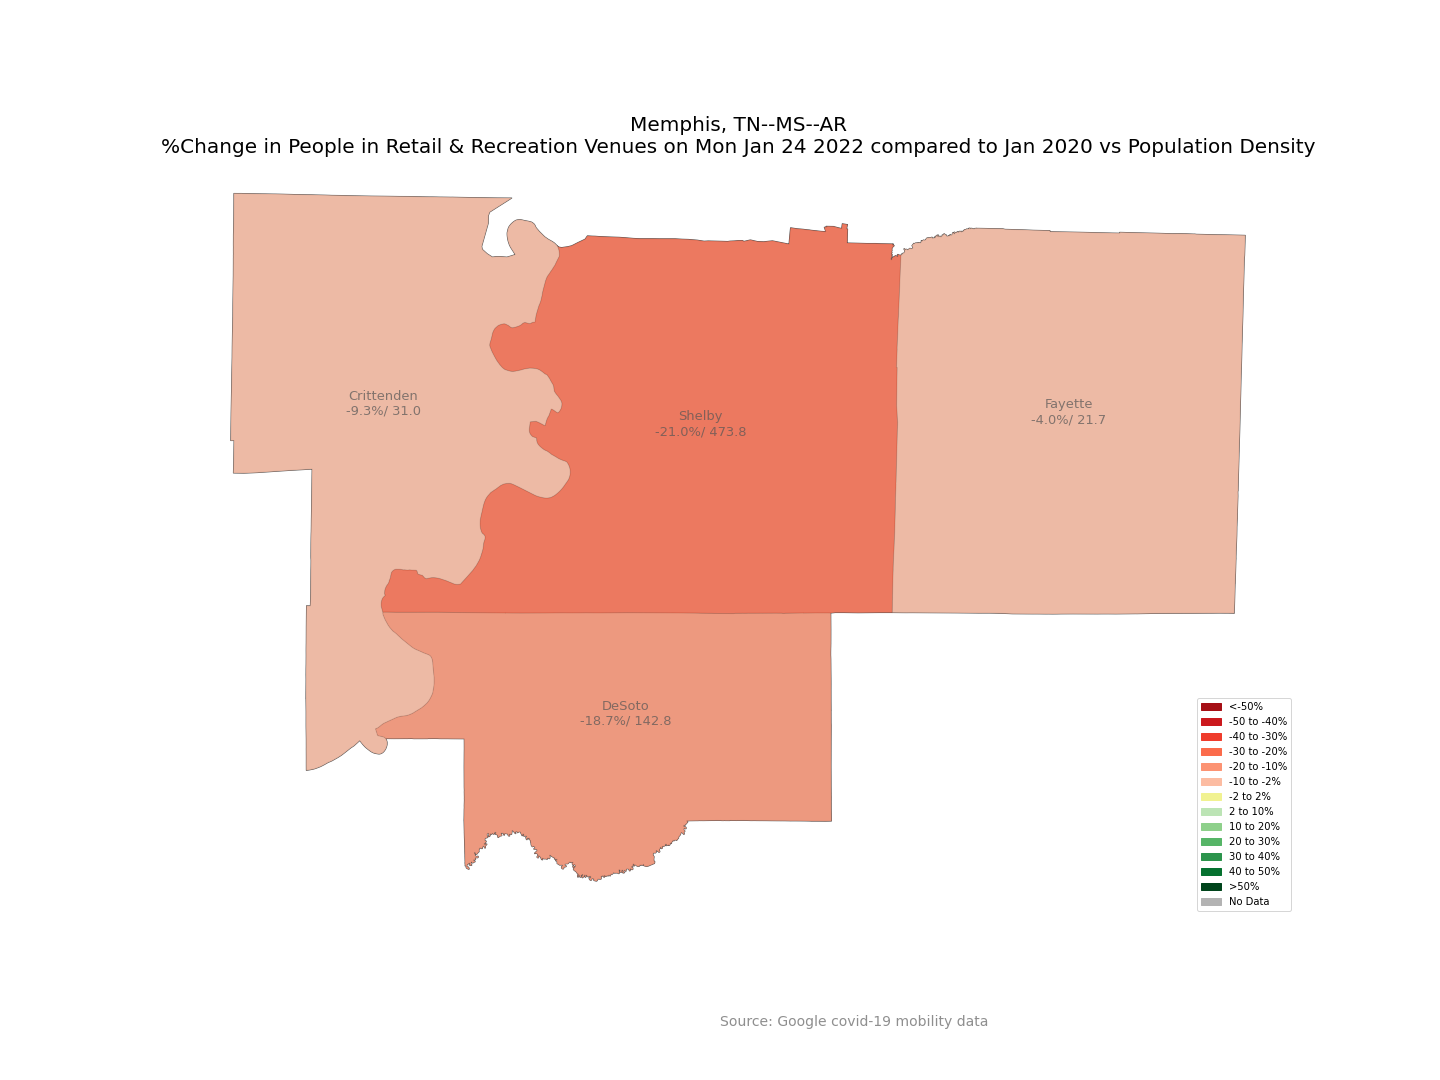 Memphis, TN--MS--AR
%Change in People in Retail & Recreation Venues on Mon Jan 24 2022 compared to Jan 2020 vs Population Density
Crittenden
-9.3%/ 31.0
Shelby
-21.0%/ 473.8
Fayette
-4.0%/ 21.7
DeSoto
-18.7%/ 142.8
<-50%
-50 to -40%
-40 to -30%
-30 to -20%
-20 to -10%
-10 to -2%
-2 to 2%
2 to 10%
10 to 20%
20 to 30%
30 to 40%
40 to 50%
>50%
No Data
Source: Google covid-19 mobility data